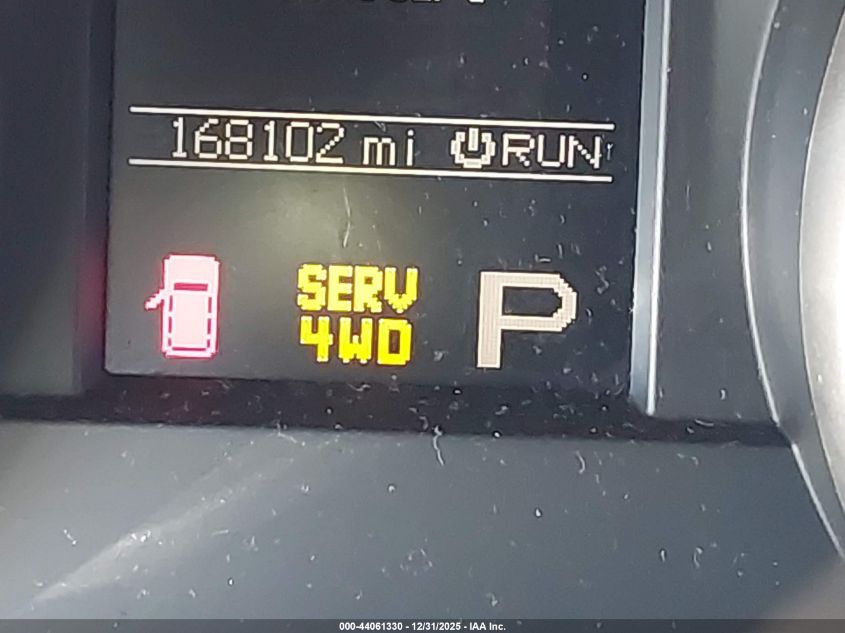 168102 mi RUN
SERV
4WD
P
000-44061330 - 12/31/2025 - IAA Inc.